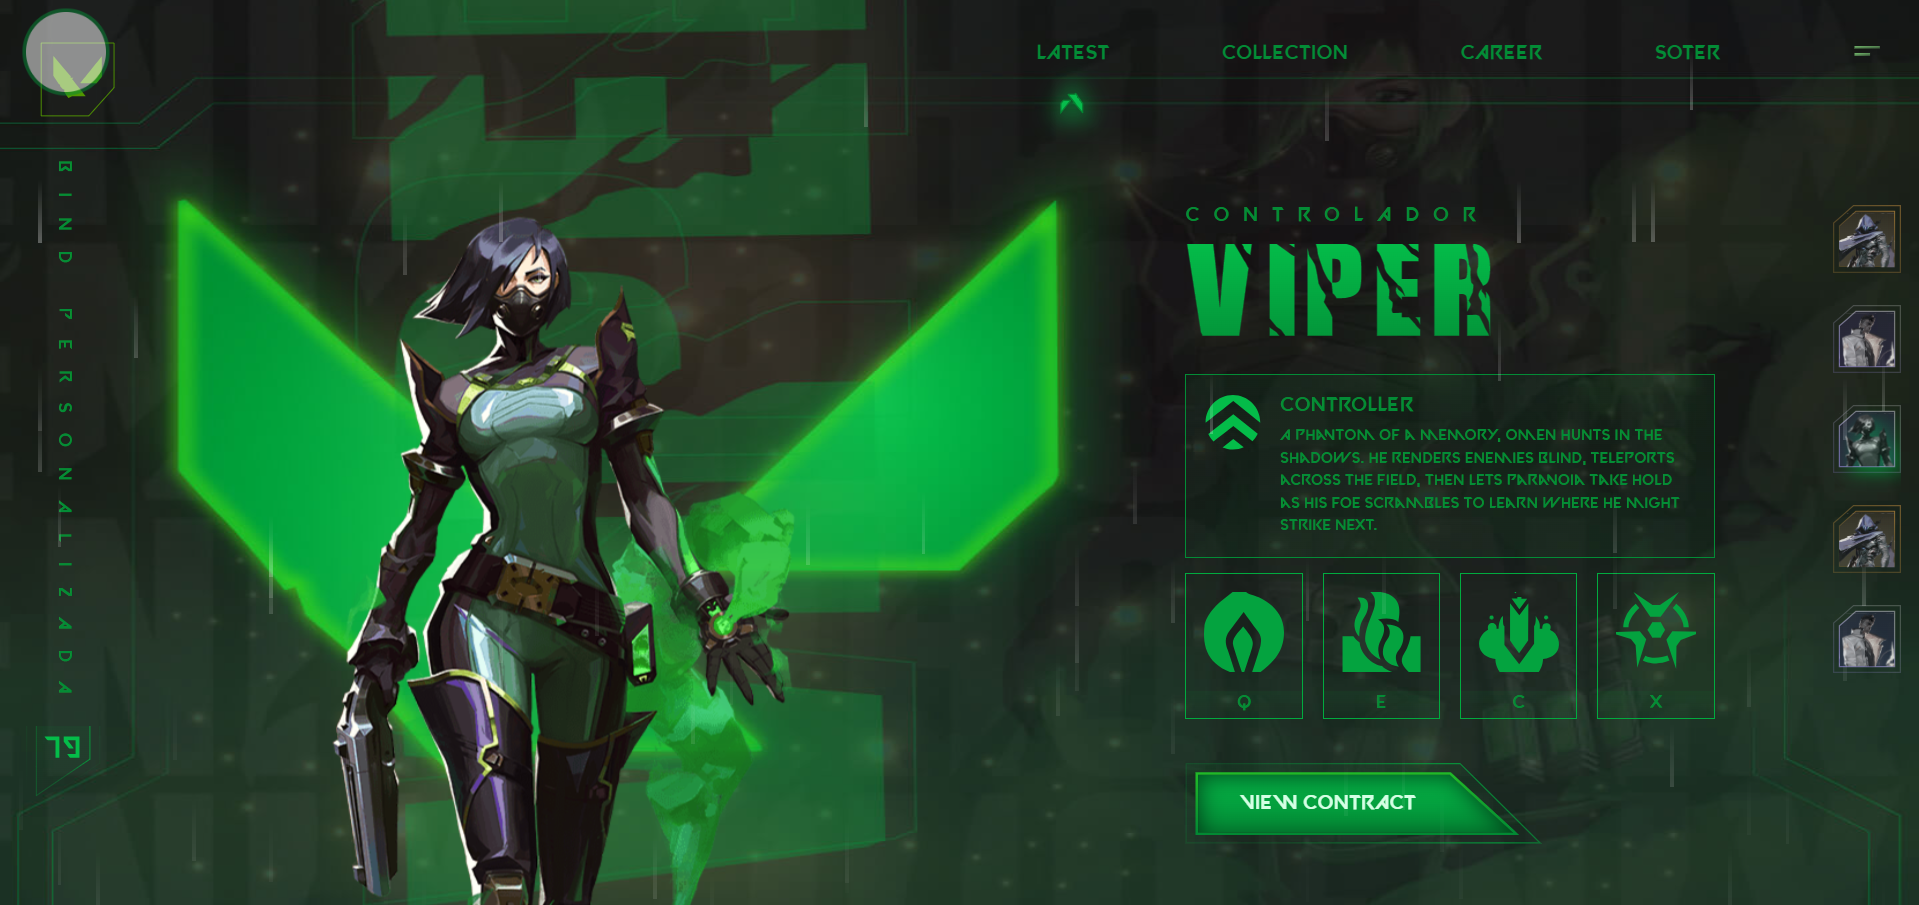 LATEST
COLLECTION
CAREER
SOTER
BIND PERSONALIZADA
79
CONTROLADOR
VIPER
CONTROLLER
A PHANTOM OF A MEMORY, OMEN HUNTS IN THE
SHADOWS. HE RENDERS ENEMIES BLIND, TELEPORTS
ACROSS THE FIELD, THEN LETS PARANOIA TAKE HOLD
AS HIS FOE SCRAMBLES TO LEARN WHERE HE MIGHT
STRIKE NEXT.
Q
E
C
X
VIEW CONTRACT